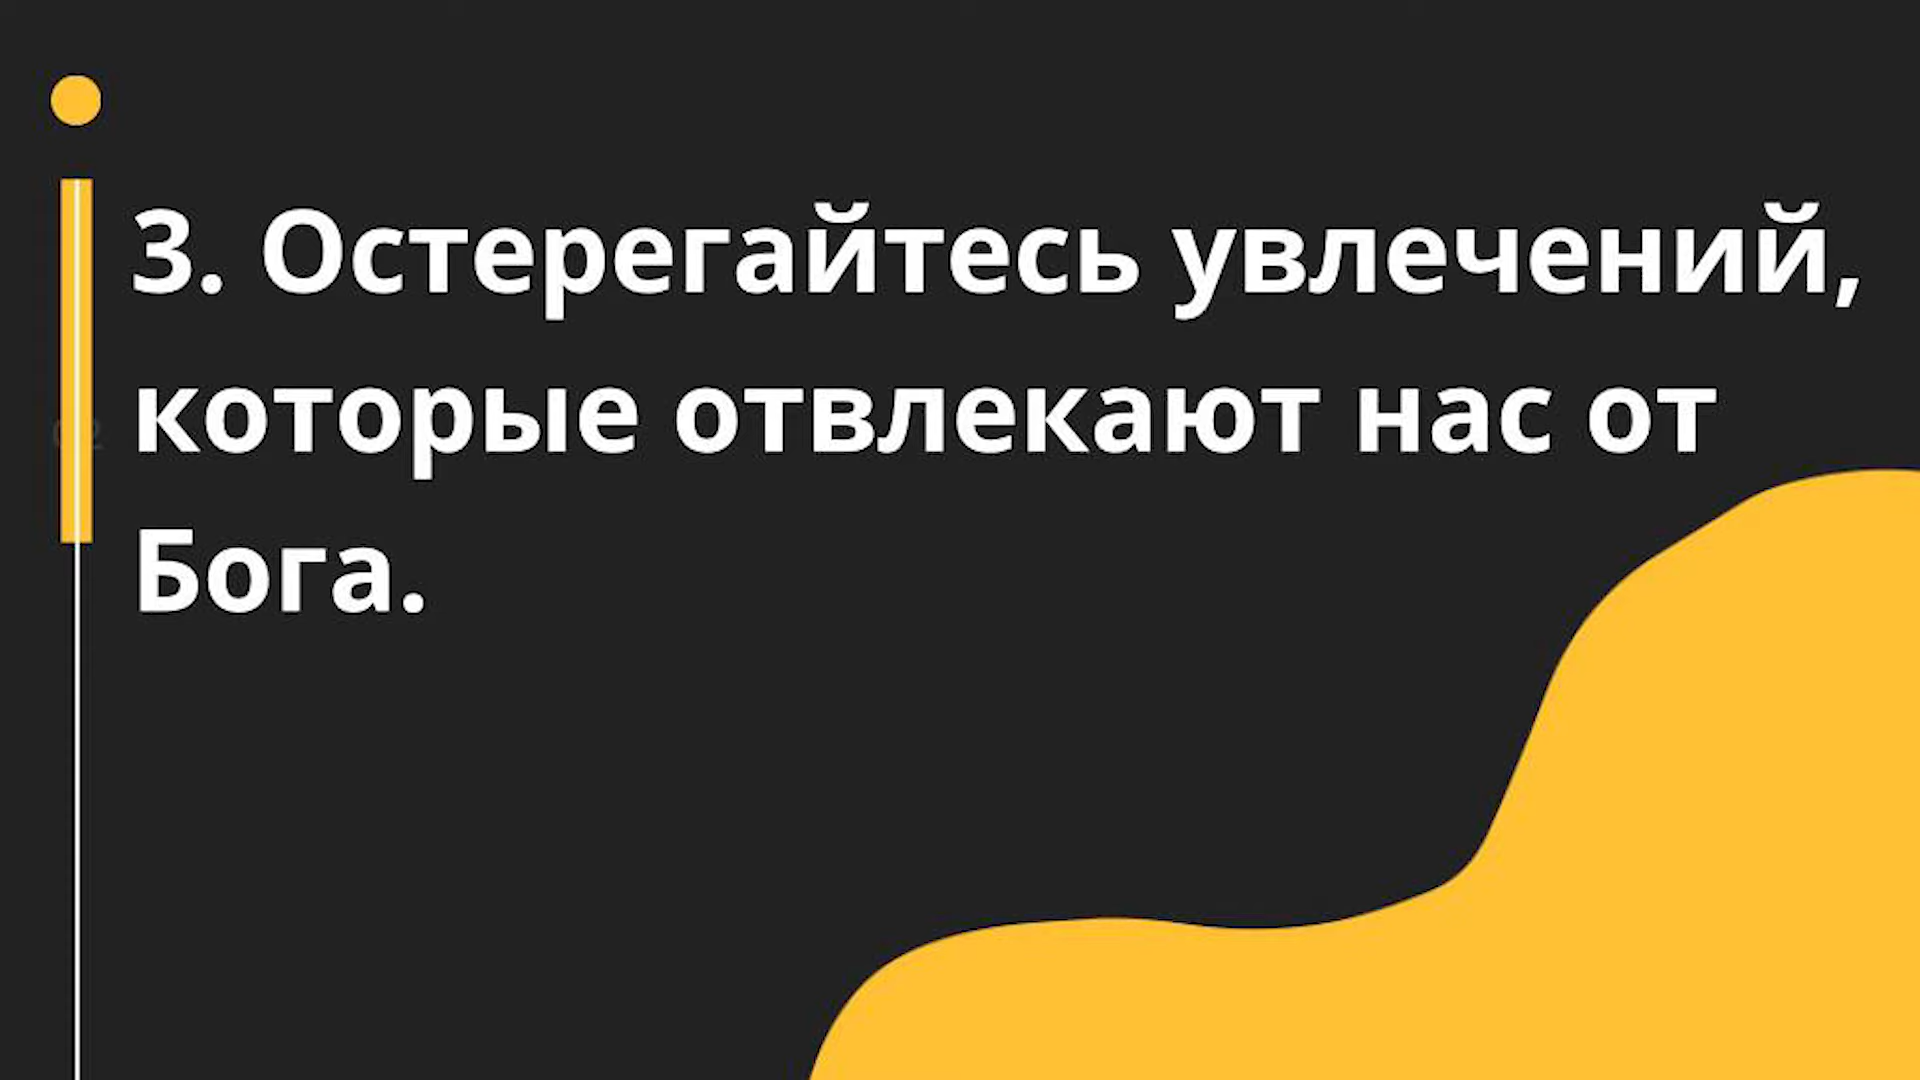 3. Остерегайтесь увлечений,
которые отвлекают нас от
Бога.